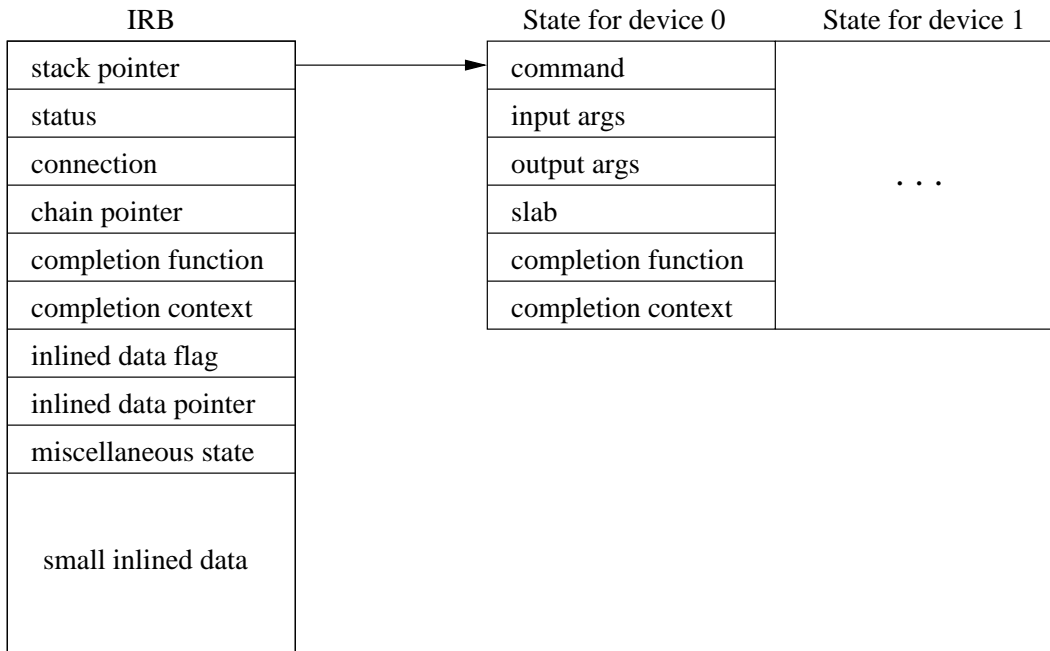 IRB
stack pointer
status
connection
chain pointer
completion function
completion context
inlined data flag
inlined data pointer
miscellaneous state
small inlined data
State for device 0
command
input args
output args
slab
completion function
completion context
State for device 1
. . .